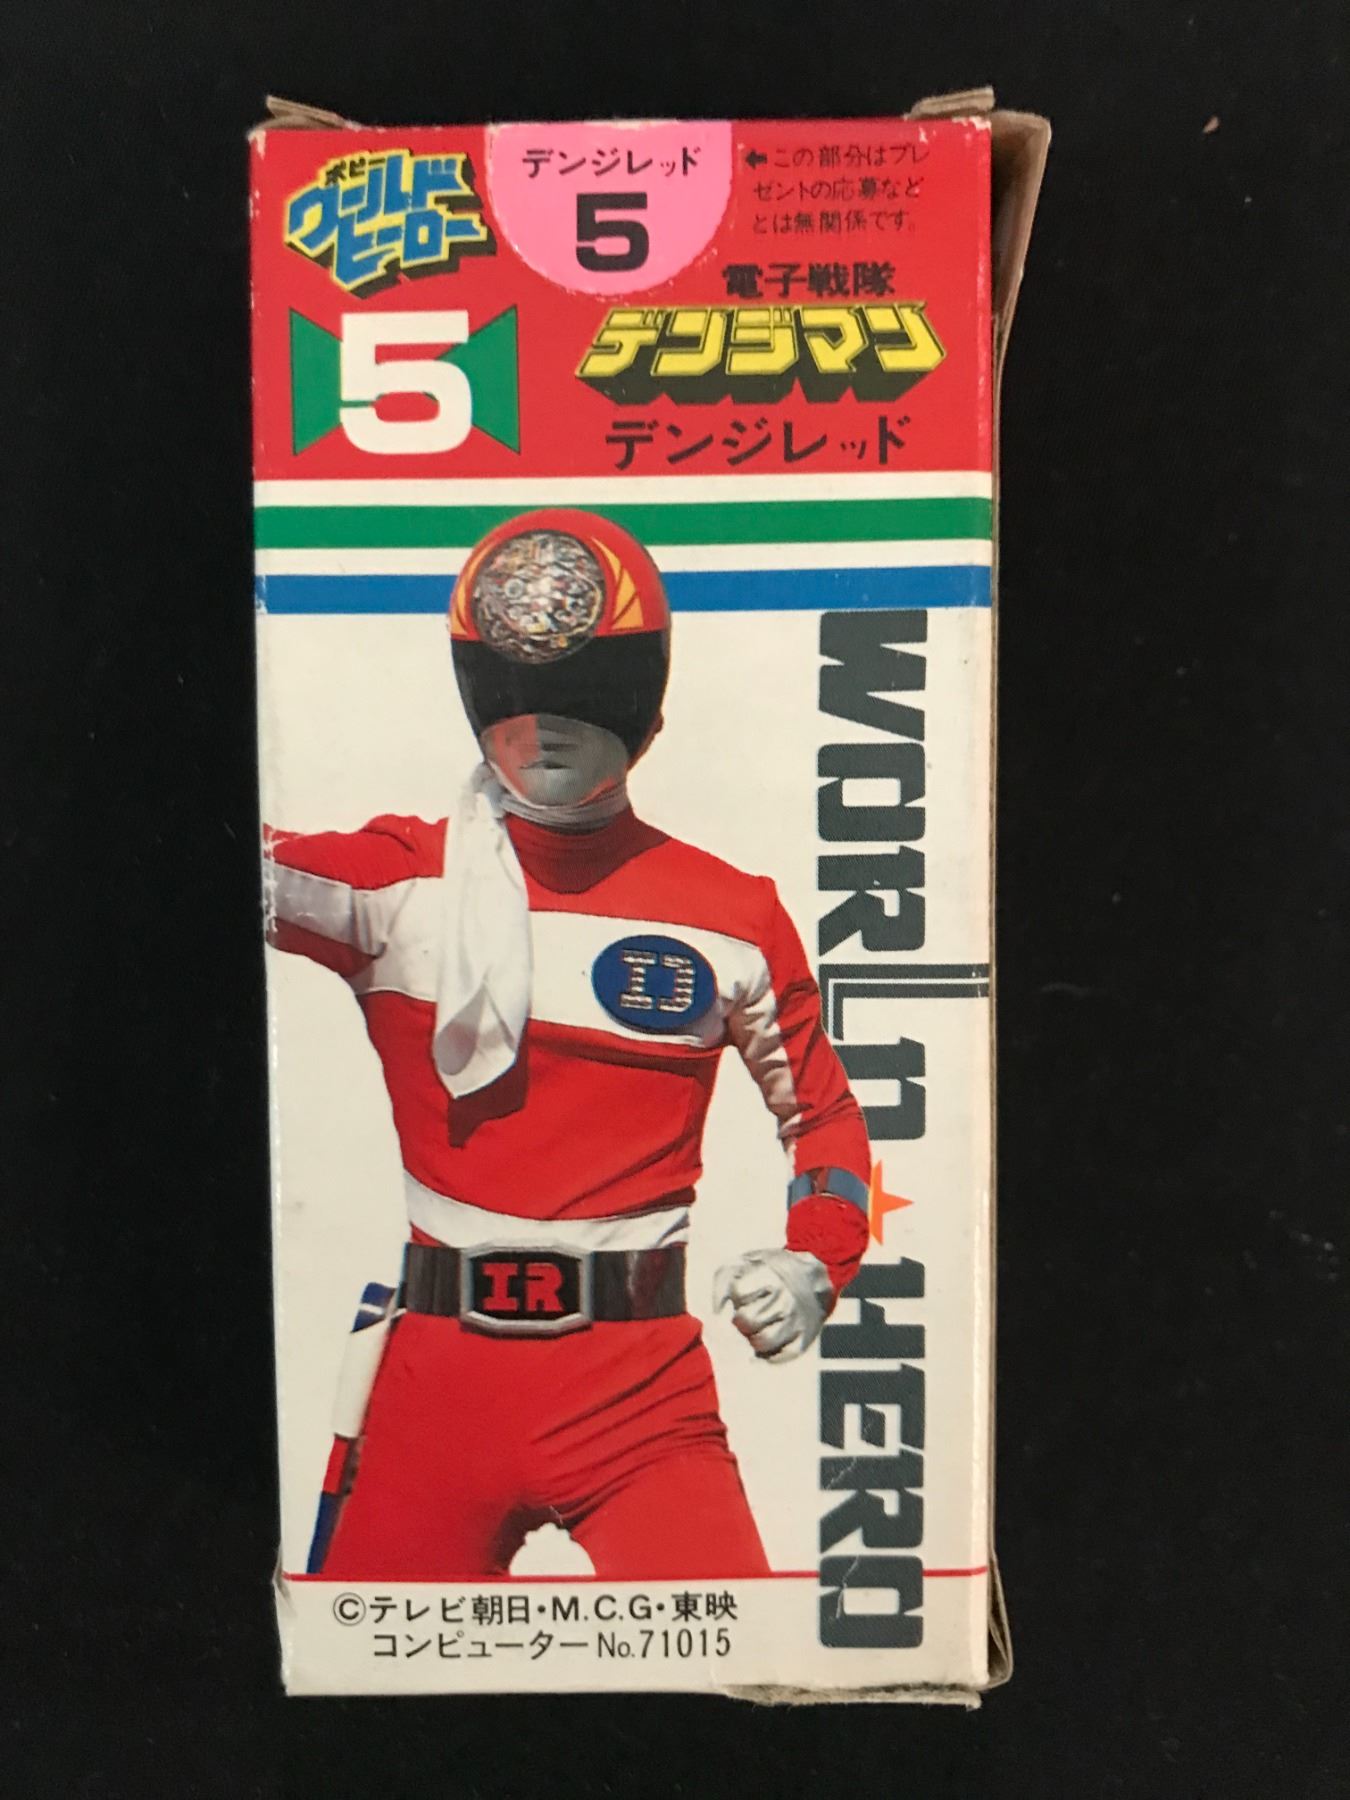 ポピー
ワールド
ヒーロー
デンジレッド
5
この部分はプレ
ゼントの応募など
とは無関係です。
5
電子戦隊
デンジマン
デンジレッド
WORLD★HERO
IR
©テレビ朝日・M.C.G・東映
コンピューターNo.71015